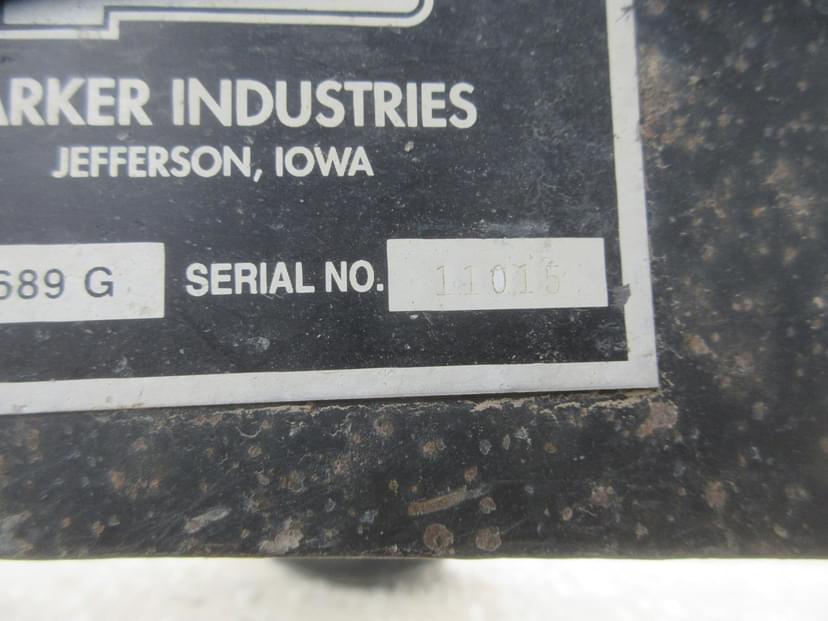 ARKER INDUSTRIES
JEFFERSON, IOWA
689 G SERIAL NO. 11015